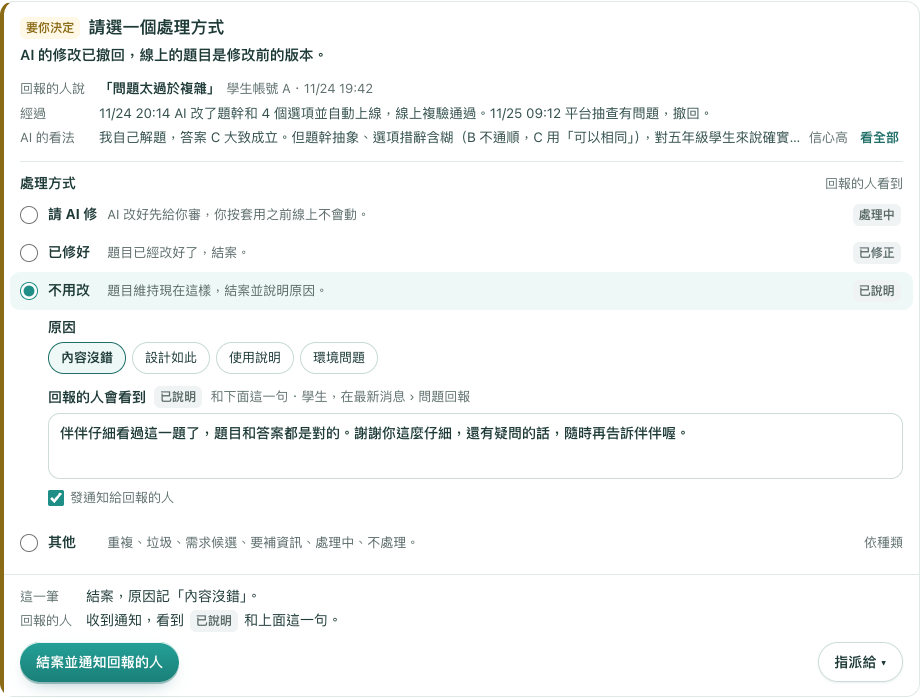 要你決定 請選一個處理方式
AI 的修改已撤回，線上的題目是修改前的版本。
回報的人說 「問題太過於複雜」 學生帳號 A · 11/24 19:42
經過 11/24 20:14 AI 改了題幹和 4 個選項並自動上線，線上複驗通過。11/25 09:12 平台抽查有問題，撤回。
AI 的看法 我自己解題，答案 C 大致成立。但題幹抽象、選項措辭含糊（B 不通順，C 用「可以相同」），對五年級學生來說確實... 信心高 看全部
處理方式 回報的人看到
請 AI 修 AI 改好先給你審，你按套用之前線上不會動。 處理中
已修好 題目已經改好了，結案。 已修正
不用改 題目維持現在這樣，結案並說明原因。 已說明
原因
內容沒錯 設計如此 使用說明 環境問題
回報的人會看到 已說明 和下面這一句 · 學生，在最新消息 › 問題回報
伴伴仔細看過這一題了，題目和答案都是對的。謝謝你這麼仔細，還有疑問的話，隨時再告訴伴伴喔。
發通知給回報的人
其他 重複、垃圾、需求候選、要補資訊、處理中、不處理。 依種類
這一筆 結案，原因記「內容沒錯」。
回報的人 收到通知，看到 已說明 和上面這一句。
結案並通知回報的人 指派給 ▾